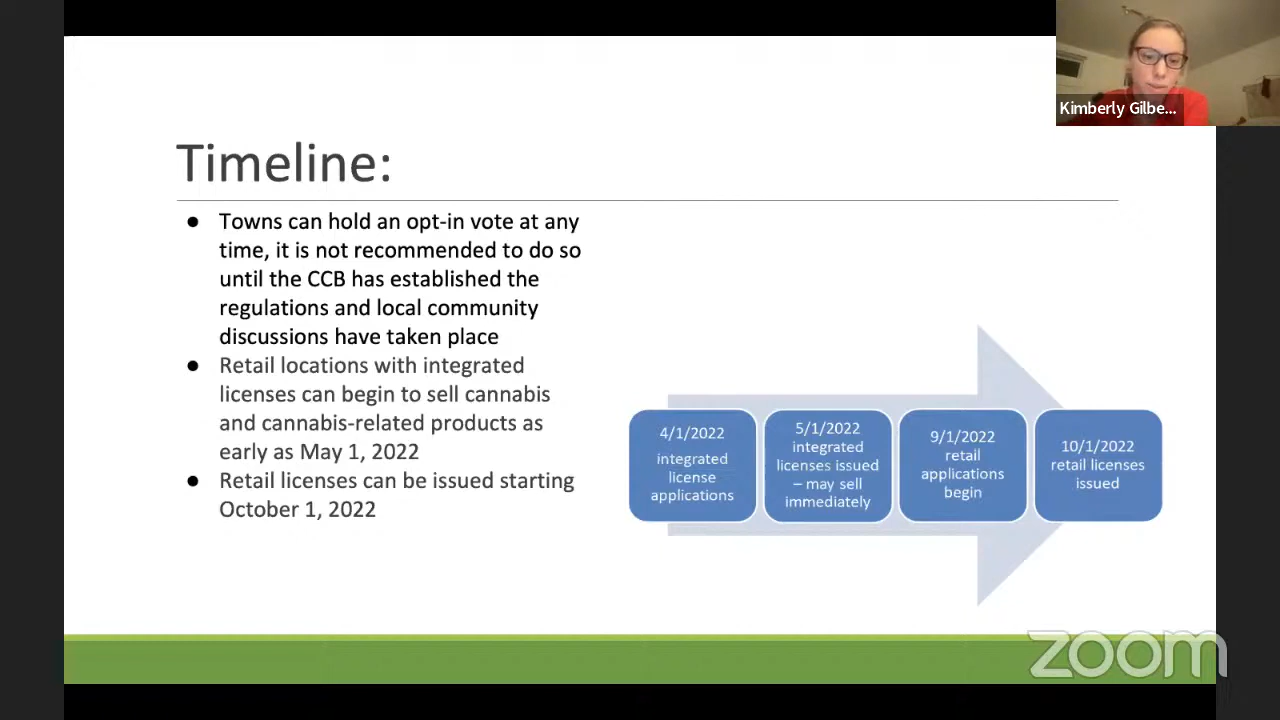 Kimberly Gilbe...
Timeline:
● Towns can hold an opt-in vote at any
time, it is not recommended to do so
until the CCB has established the
regulations and local community
discussions have taken place
● Retail locations with integrated
licenses can begin to sell cannabis
and cannabis-related products as
early as May 1, 2022
● Retail licenses can be issued starting
October 1, 2022
4/1/2022
integrated
license
applications
5/1/2022
integrated
licenses issued
– may sell
immediately
9/1/2022
retail
applications
begin
10/1/2022
retail licenses
issued
zoom